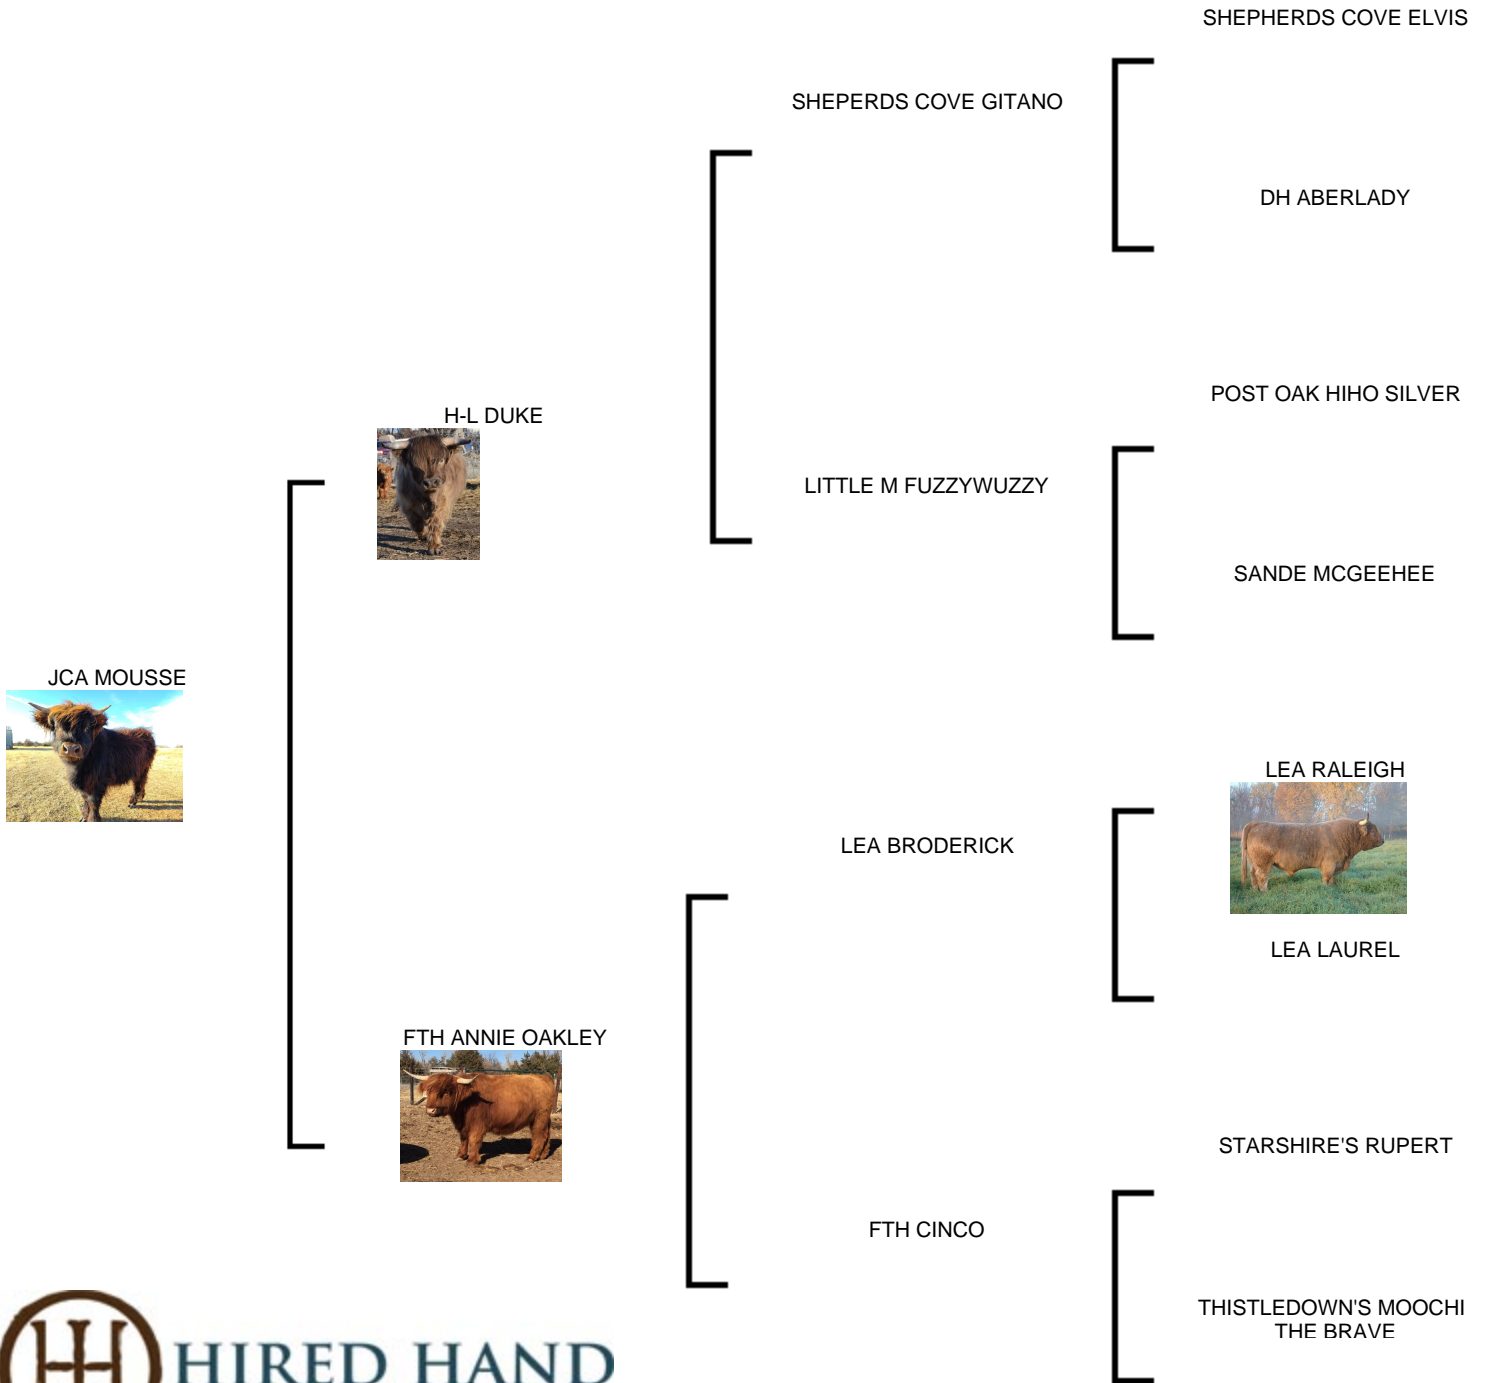 SHEPHERDS COVE ELVIS
SHEPERDS COVE GITANO
DH ABERLADY
POST OAK HIHO SILVER
H-L DUKE
LITTLE M FUZZYWUZZY
SANDE MCGEEHEE
JCA MOUSSE
LEA RALEIGH
LEA BRODERICK
LEA LAUREL
FTH ANNIE OAKLEY
STARSHIRE'S RUPERT
FTH CINCO
THISTLEDOWN'S MOOCHI
THE BRAVE
HIRED HAND